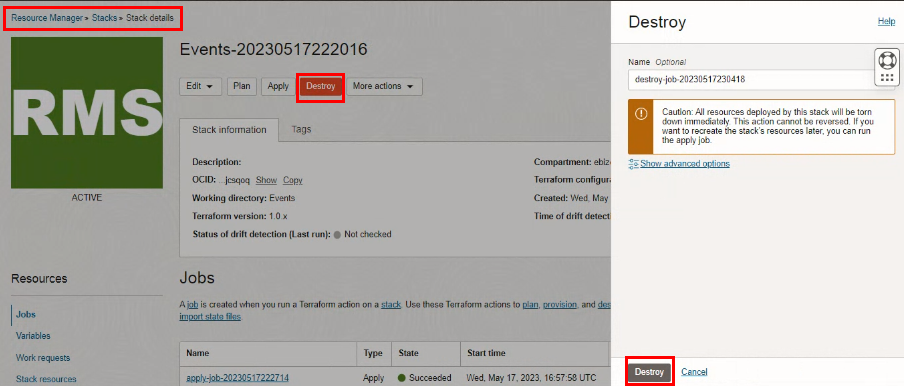 Resource Manager » Stacks » Stack details
RMS
ACTIVE
Events-20230517222016
Edit Plan Apply Destroy More actions
Stack information Tags
Description:
OCID: ...jcsqoq Show Copy
Working directory: Events
Terraform version: 1.0.x
Status of drift detection (Last run): Not checked
Compartment: ebiz
Terraform configura
Created: Wed, May
Time of drift detecti
Resources
Jobs
Variables
Work requests
Stack resources
Jobs
A job is created when you run a Terraform action on a stack. Use these Terraform actions to plan, provision, and des
import state files.
Name Type State Start time
apply-job-20230517222714 Apply Succeeded Wed, May 17, 2023, 16:57:58 UTC
Destroy
Help
Name Optional
destroy-job-20230517230418
Caution: All resources deployed by this stack will be torn
down immediately. This action cannot be reversed. If you
want to recreate the stack's resources later, you can run
the apply job.
Show advanced options
Destroy Cancel